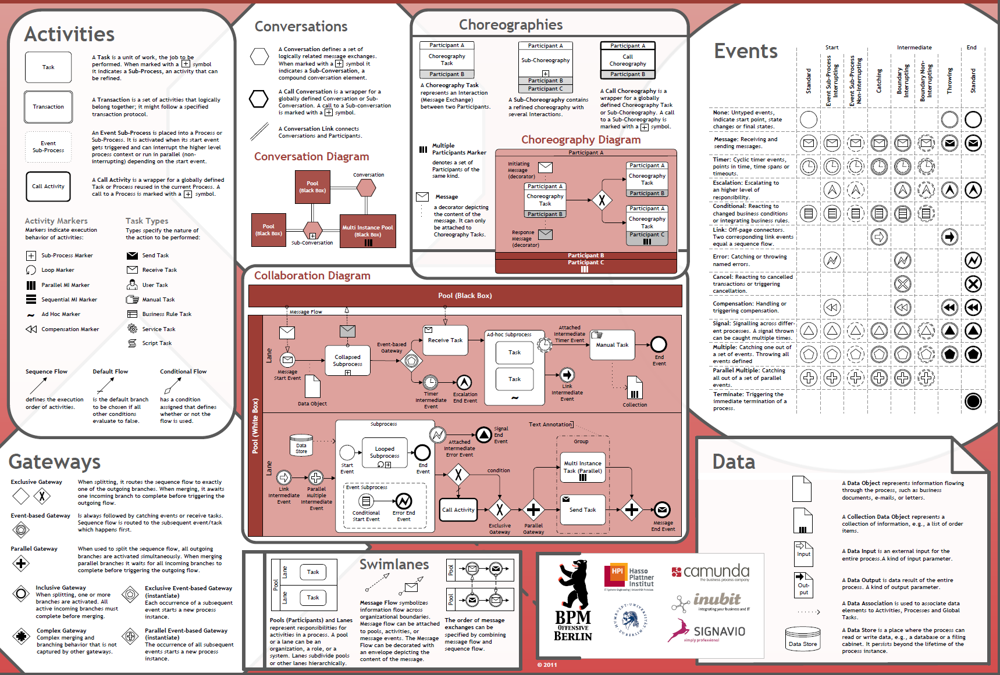 Activities
Task
A Task is a unit of work, the job to be
performed. When marked with a + symbol
it indicates a Sub-Process, an activity that can
be refined.
Transaction
A Transaction is a set of activities that logically
belong together; it might follow a specified
transaction protocol.
Event
Sub-Process
An Event Sub-Process is placed into a Process or
Sub-Process. It is activated when its start event
gets triggered and can interrupt the higher level
process context or run in parallel (non-
interrupting) depending on the start event.
Call Activity
A Call Activity is a wrapper for a globally defined
Task or Process reused in the current Process. A
call to a Process is marked with a + symbol.
Activity Markers
Markers indicate execution
behavior of activities:
Sub-Process Marker
Loop Marker
Parallel MI Marker
Sequential MI Marker
Ad Hoc Marker
Compensation Marker
Task Types
Types specify the nature of
the action to be performed:
Send Task
Receive Task
User Task
Manual Task
Business Rule Task
Service Task
Script Task
Sequence Flow
defines the execution
order of activities.
Default Flow
is the default branch
to be chosen if all
other conditions
evaluate to false.
Conditional Flow
has a condition
assigned that defines
whether or not the
flow is used.
Gateways
Exclusive Gateway
When splitting, it routes the sequence flow to exactly
one of the outgoing branches. When merging, it awaits
one incoming branch to complete before triggering the
outgoing flow.
Event-based Gateway
Is always followed by catching events or receive tasks.
Sequence flow is routed to the subsequent event/task
which happens first.
Parallel Gateway
When used to split the sequence flow, all outgoing
branches are activated simultaneously. When merging
parallel branches it waits for all incoming branches to
complete before triggering the outgoing flow.
Inclusive Gateway
When splitting, one or more
branches are activated. All
active incoming branches must
complete before merging.
Exclusive Event-based Gateway
(instantiate)
Each occurrence of a subsequent
event starts a new process
instance.
Complex Gateway
Complex merging and
branching behavior that is not
captured by other gateways.
Parallel Event-based Gateway
(instantiate)
The occurrence of all subsequent
events starts a new process
instance.
Conversations
A Conversation defines a set of
logically related message exchanges.
When marked with a + symbol it
indicates a Sub-Conversation, a
compound conversation element.
A Call Conversation is a wrapper for a
globally defined Conversation or Sub-
Conversation. A call to a Sub-conversation
is marked with a + symbol.
A Conversation Link connects
Conversations and Participants.
Conversation Diagram
Pool
(Black Box)
Conversation
Pool
(Black Box)
Sub-Conversation
Multi Instance Pool
(Black Box)
Choreographies
Participant A
Choreography
Task
Participant B
A Choreography Task
represents an Interaction
(Message Exchange)
between two Participants.
Participant A
Sub-Choreography
Participant B
Participant C
A Sub-Choreography contains
a refined choreography with
several Interactions.
Participant A
Call
Choreography
Participant B
A Call Choreography is a
wrapper for a globally
defined Choreography Task
or Sub-Choreography. A call
to a Sub-Choreography is
marked with a + symbol.
Multiple
Participants Marker
denotes a set of
Participants of the
same kind.
Message
a decorator depicting
the content of the
message. It can only
be attached to
Choreography Tasks.
Choreography Diagram
Participant A
Initiating
Message
(decorator)
Participant A
Choreography
Task
Participant B
Response
Message
(decorator)
X
Participant A
Choreography
Task
Participant B
Participant A
Choreography
Task
Participant C
Participant B
Participant C
Collaboration Diagram
Pool (Black Box)
Message Flow
Pool (White Box)
Lane
Message
Start Event
Data Object
Collapsed
Subprocess
Event-based
Gateway
Receive Task
Timer
Intermediate
Event
Escalation
End Event
Ad-hoc Subprocess
Task
Task
Attached
Intermediate
Timer Event
Manual Task
End
Event
Link
Intermediate
Event
Collection
Lane
Data
Store
Link
Intermediate
Event
Parallel
Multiple
Intermediate
Event
Subprocess
Start
Event
Looped
Subprocess
End
Event
Event Subprocess
Conditional
Start Event
Error End
Event
Attached
Intermediate
Error Event
Signal
End
Event
X
condition
Call Activity
X
Exclusive
Gateway
Parallel
Gateway
Text Annotation
Group
Multi Instance
Task (Parallel)
Send Task
Message
End Event
Swimlanes
Pool
Lane
Task
Lane
Task
Pools (Participants) and Lanes
represent responsibilities for
activities in a process. A pool
or a lane can be an
organization, a role, or a
system. Lanes subdivide pools
or other lanes hierarchically.
Message Flow symbolizes
information flow across
organizational boundaries.
Message flow can be attached
to pools, activities, or
message events. The Message
Flow can be decorated with
an envelope depicting the
content of the message.
Pool
Pool
The order of message
exchanges can be
specified by combining
message flow and
sequence flow.
BPM
OFFENSIVE
BERLIN
HPI
Hasso
Plattner
Institut
IT Systems Engineering | Universität Potsdam
HUMBOLDT-UNIVERSITÄT ZU BERLIN
camunda
the business process company
inubit
integrating your business and IT
SIGNAVIO
simply professional
© 2011
Events
Start
Intermediate
End
Standard
Event Sub-Process
Interrupting
Event Sub-Process
Non-Interrupting
Catching
Boundary
Interrupting
Boundary Non-
Interrupting
Throwing
Standard
None: Untyped events,
indicate start point, state
changes or final states.
Message: Receiving and
sending messages.
Timer: Cyclic timer events,
points in time, time spans or
timeouts.
Escalation: Escalating to
an higher level of
responsibility.
Conditional: Reacting to
changed business conditions
or integrating business rules.
Link: Off-page connectors.
Two corresponding link events
equal a sequence flow.
Error: Catching or throwing
named errors.
Cancel: Reacting to cancelled
transactions or triggering
cancellation.
Compensation: Handling or
triggering compensation.
Signal: Signalling across differ-
ent processes. A signal thrown
can be caught multiple times.
Multiple: Catching one out of
a set of events. Throwing all
events defined
Parallel Multiple: Catching
all out of a set of parallel
events.
Terminate: Triggering the
immediate termination of a
process.
Data
A Data Object represents information flowing
through the process, such as business
documents, e-mails, or letters.
A Collection Data Object represents a
collection of information, e.g., a list of order
items.
Input
A Data Input is an external input for the
entire process.A kind of input parameter.
Out-
put
A Data Output is data result of the entire
process. A kind of output parameter.
A Data Association is used to associate data
elements to Activities, Processes and Global
Tasks.
Data Store
A Data Store is a place where the process can
read or write data, e.g., a database or a filing
cabinet. It persists beyond the lifetime of the
process instance.